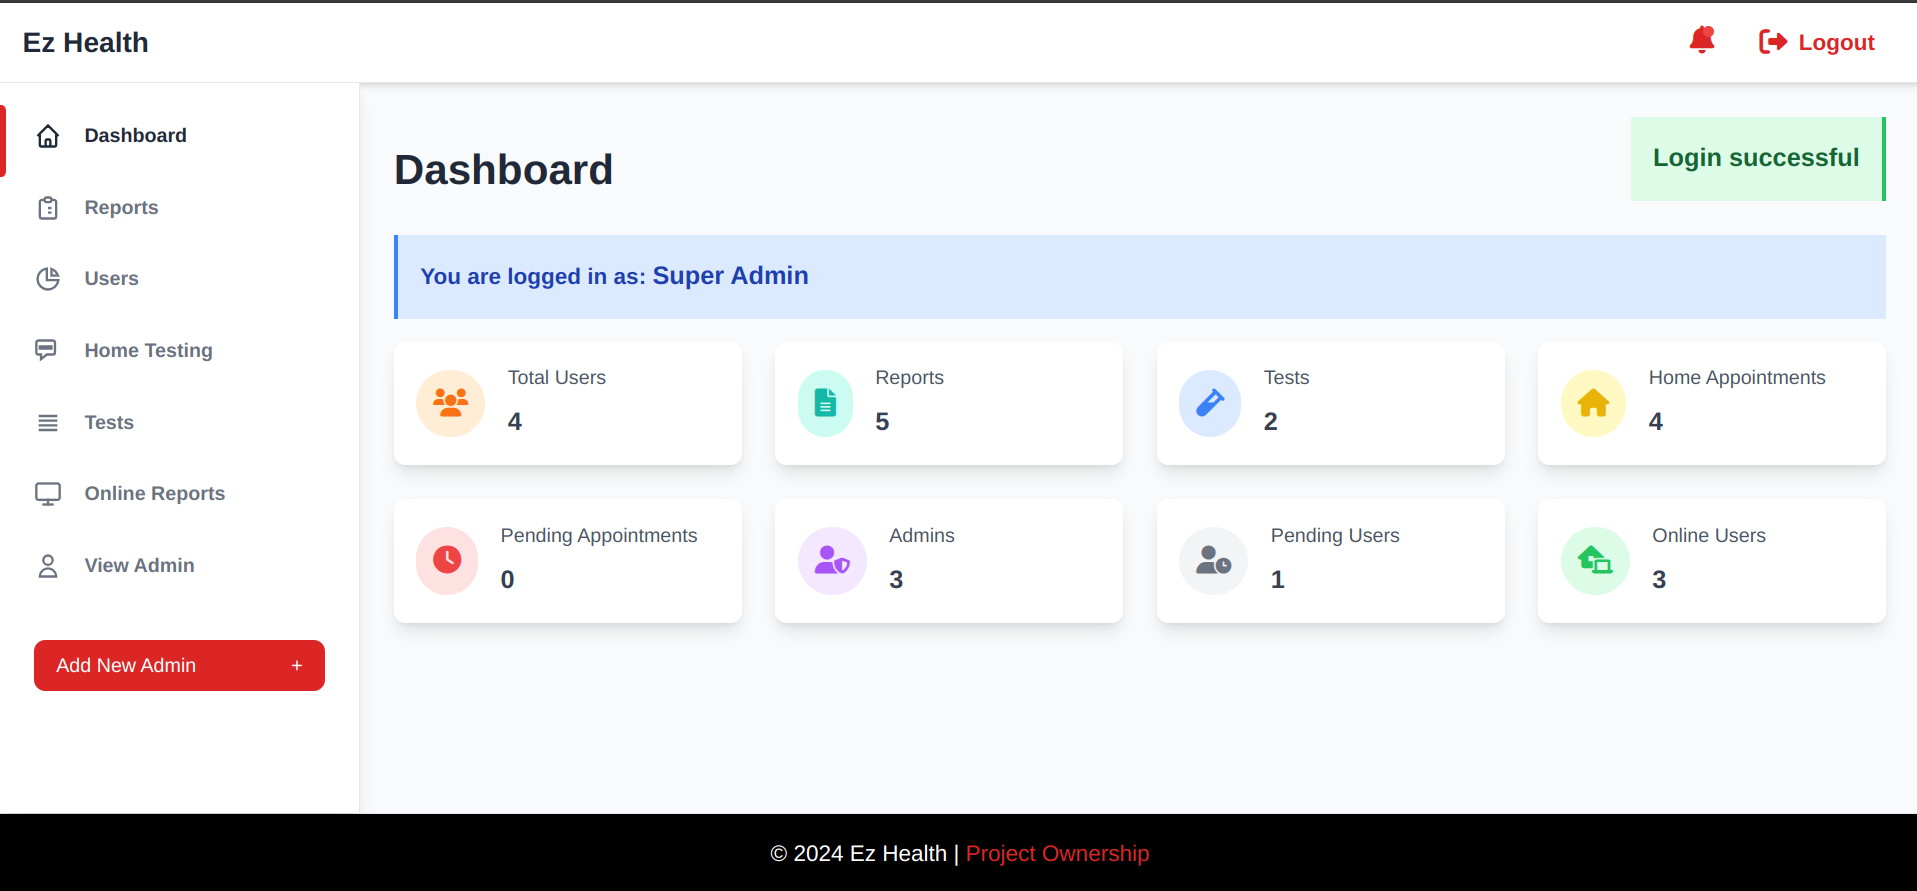 Ez Health
Logout
Dashboard
Reports
Users
Home Testing
Tests
Online Reports
View Admin
Add New Admin +
Dashboard
Login successful
You are logged in as: Super Admin
Total Users
4
Reports
5
Tests
2
Home Appointments
4
Pending Appointments
0
Admins
3
Pending Users
1
Online Users
3
© 2024 Ez Health | Project Ownership